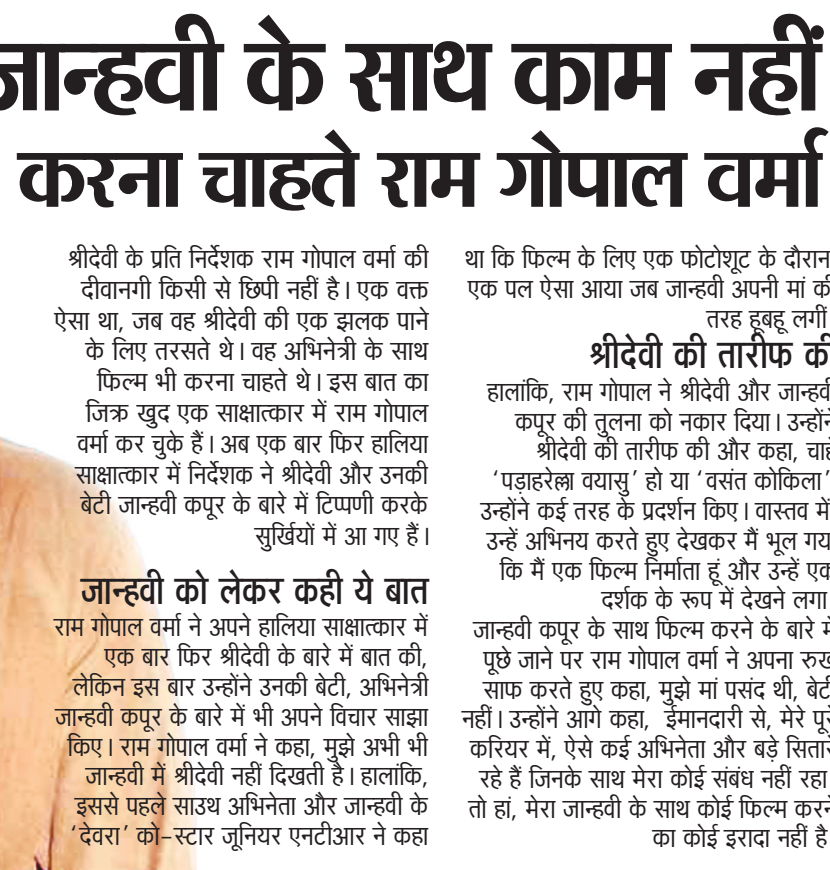 जान्हवी के साथ काम नहीं
करना चाहते राम गोपाल वर्मा
श्रीदेवी के प्रति निर्देशक राम गोपाल वर्मा की
दीवानगी किसी से छिपी नहीं है। एक वक्त
ऐसा था, जब वह श्रीदेवी की एक झलक पाने
के लिए तरसते थे। वह अभिनेत्री के साथ
फिल्म भी करना चाहते थे। इस बात का
जिक्र खुद एक साक्षात्कार में राम गोपाल
वर्मा कर चुके हैं। अब एक बार फिर हालिया
साक्षात्कार में निर्देशक ने श्रीदेवी और उनकी
बेटी जान्हवी कपूर के बारे में टिप्पणी करके
सुर्खियों में आ गए हैं।
जान्हवी को लेकर कही ये बात
राम गोपाल वर्मा ने अपने हालिया साक्षात्कार में
एक बार फिर श्रीदेवी के बारे में बात की,
लेकिन इस बार उन्होंने उनकी बेटी, अभिनेत्री
जान्हवी कपूर के बारे में भी अपने विचार साझा
किए। राम गोपाल वर्मा ने कहा, मुझे अभी भी
जान्हवी में श्रीदेवी नहीं दिखती है। हालांकि,
इससे पहले साउथ अभिनेता और जान्हवी के
'देवरा' को-स्टार जूनियर एनटीआर ने कहा
था कि फिल्म के लिए एक फोटोशूट के दौरान
एक पल ऐसा आया जब जान्हवी अपनी मां की
तरह हूबहू लगीं
श्रीदेवी की तारीफ की
हालांकि, राम गोपाल ने श्रीदेवी और जान्हवी
कपूर की तुलना को नकार दिया। उन्होंने
श्रीदेवी की तारीफ की और कहा, चाहे
'पड़ाहरेल्ला वयासु' हो या 'वसंत कोकिला'
उन्होंने कई तरह के प्रदर्शन किए। वास्तव में
उन्हें अभिनय करते हुए देखकर मैं भूल गया
कि मैं एक फिल्म निर्माता हूं और उन्हें एक
दर्शक के रूप में देखने लगा
जान्हवी कपूर के साथ फिल्म करने के बारे में
पूछे जाने पर राम गोपाल वर्मा ने अपना रुख
साफ करते हुए कहा, मुझे मां पसंद थी, बेटी
नहीं। उन्होंने आगे कहा, ईमानदारी से, मेरे पूरे
करियर में, ऐसे कई अभिनेता और बड़े सितारे
रहे हैं जिनके साथ मेरा कोई संबंध नहीं रहा
तो हां, मेरा जान्हवी के साथ कोई फिल्म करने
का कोई इरादा नहीं है